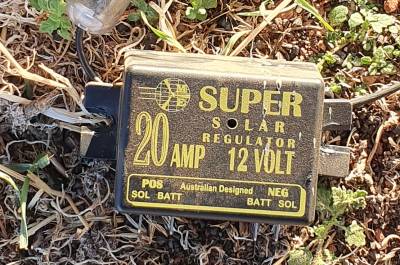 SUPER
SOLAR
REGULATOR
20 AMP 12 VOLT
POS Australian Designed NEG
SOL BATT BATT SOL